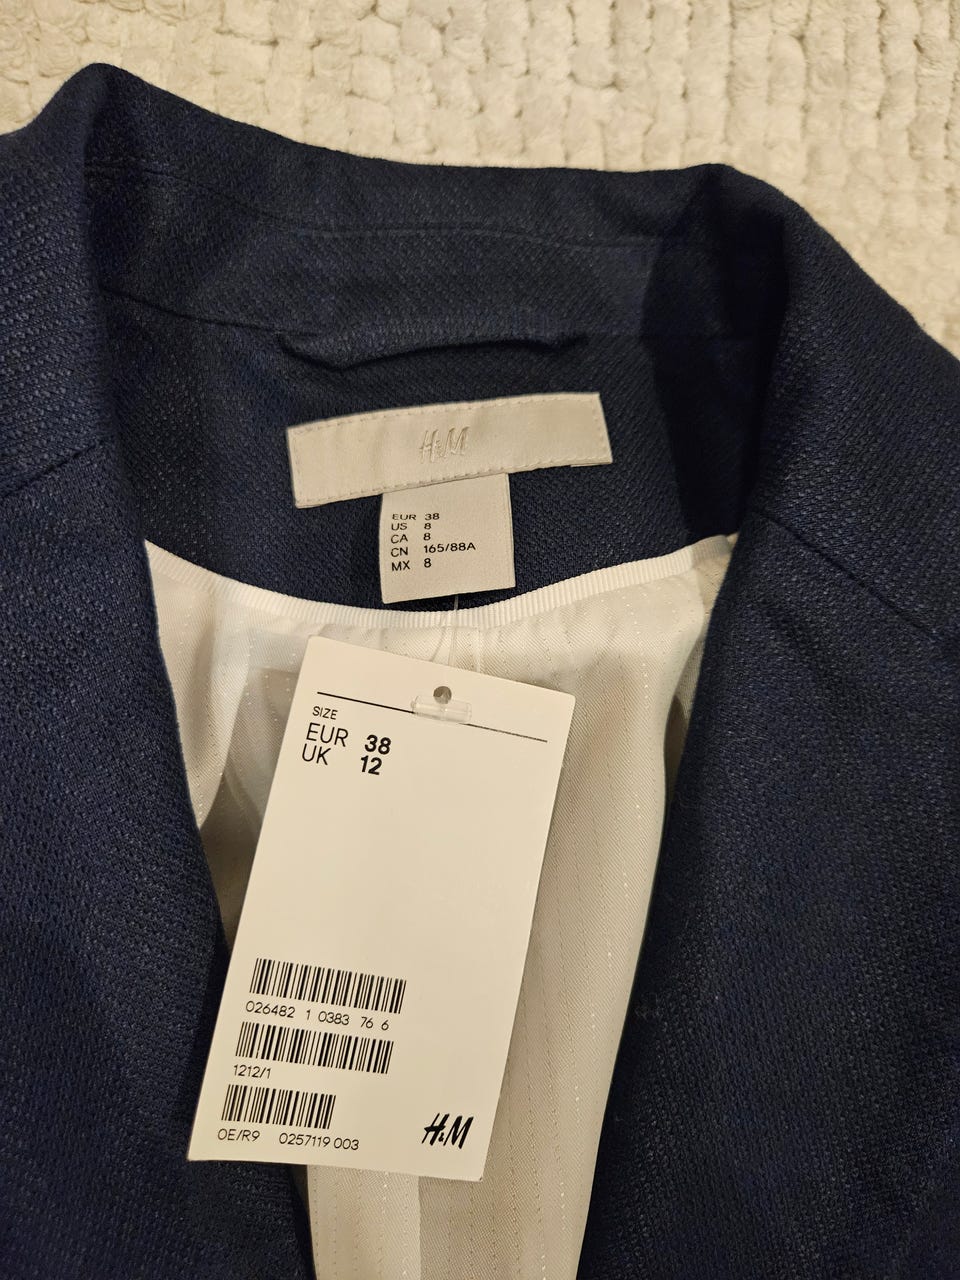 H&M
EUR 38
US 8
CA 8
CN 165/88A
MX 8
SIZE
EUR 38
UK 12
026482 1 0383 76 6
1212/1
OE/R9 0257119 003
H&M